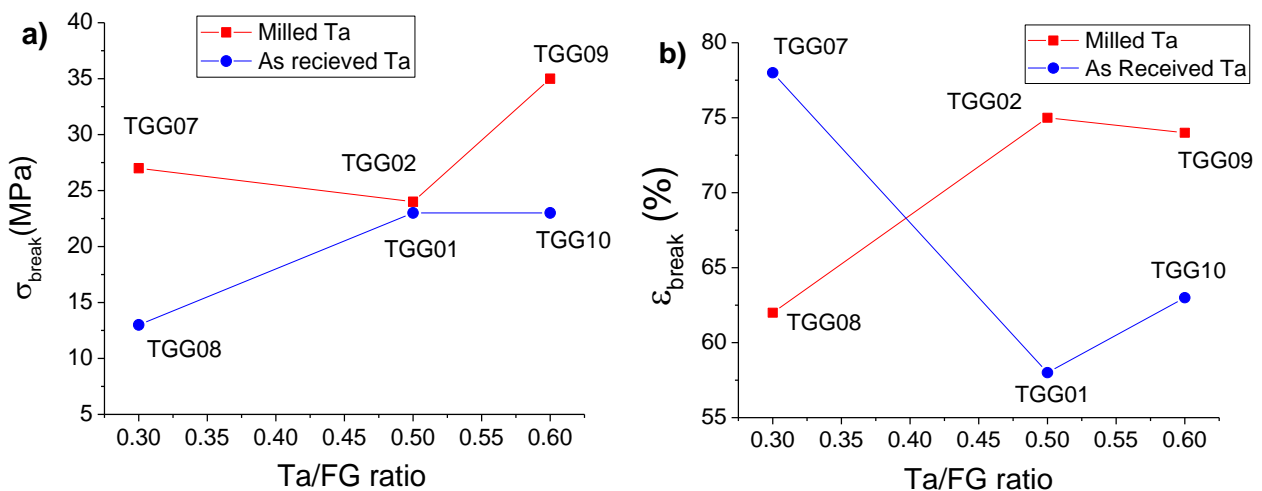 a)
Milled Ta
As recieved Ta
TGG07
TGG02
TGG09
TGG08
TGG01
TGG10
σbreak(MPa)
40
35
30
25
20
15
10
5
0.30 0.35 0.40 0.45 0.50 0.55 0.60
Ta/FG ratio
b)
Milled Ta
As Received Ta
TGG07
TGG02
TGG09
TGG08
TGG10
TGG01
εbreak (%)
80
75
70
65
60
55
0.30 0.35 0.40 0.45 0.50 0.55 0.60
Ta/FG ratio